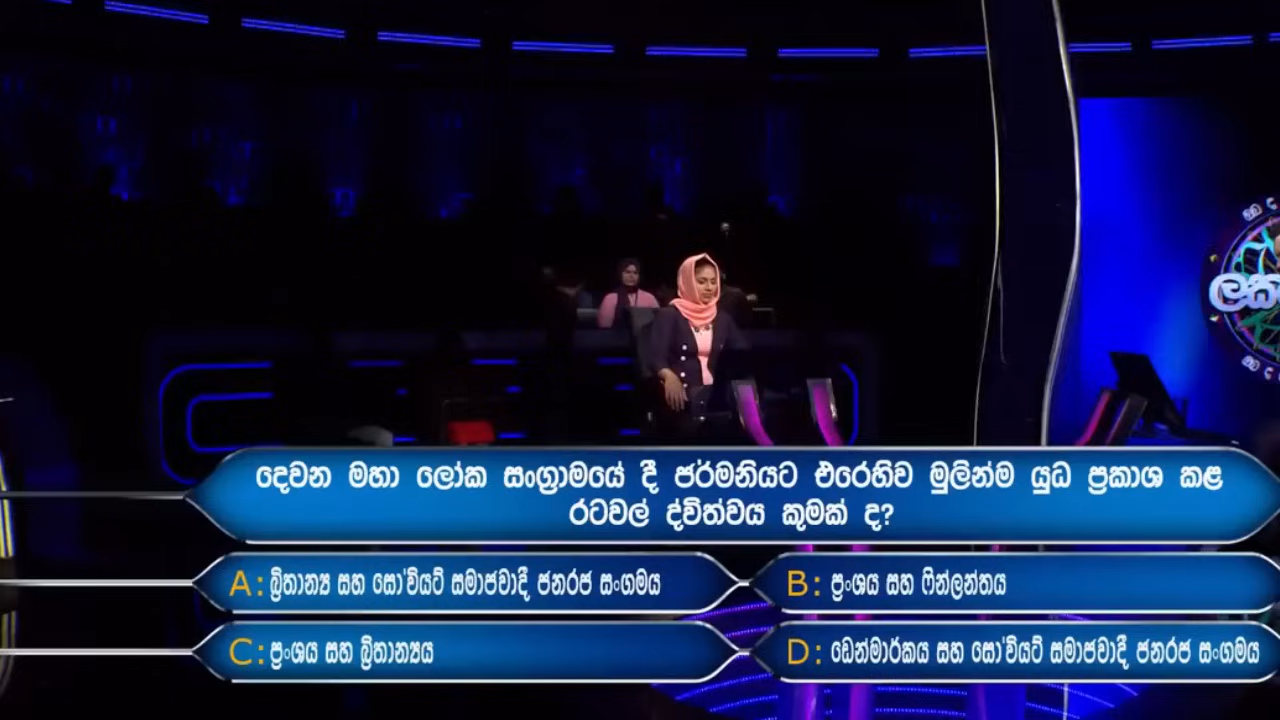 දෙවන මහා ලෝක සංග්‍රාමයේ දී ජර්මනියට එරෙහිව මුලින්ම යුධ ප්‍රකාශ කළ
රටවල් ද්විත්වය කුමක් ද?
A: බ්‍රිතාන්‍ය සහ සෝ'වියට් සමාජවාදී ජනරජ සංගමය
B: ප්‍රංශය සහ ෆින්ලන්තය
C: ප්‍රංශය සහ බ්‍රිතාන්‍යය
D: ඩෙන්මාර්කය සහ සෝ'වියට් සමාජවාදී ජනරජ සංගමය